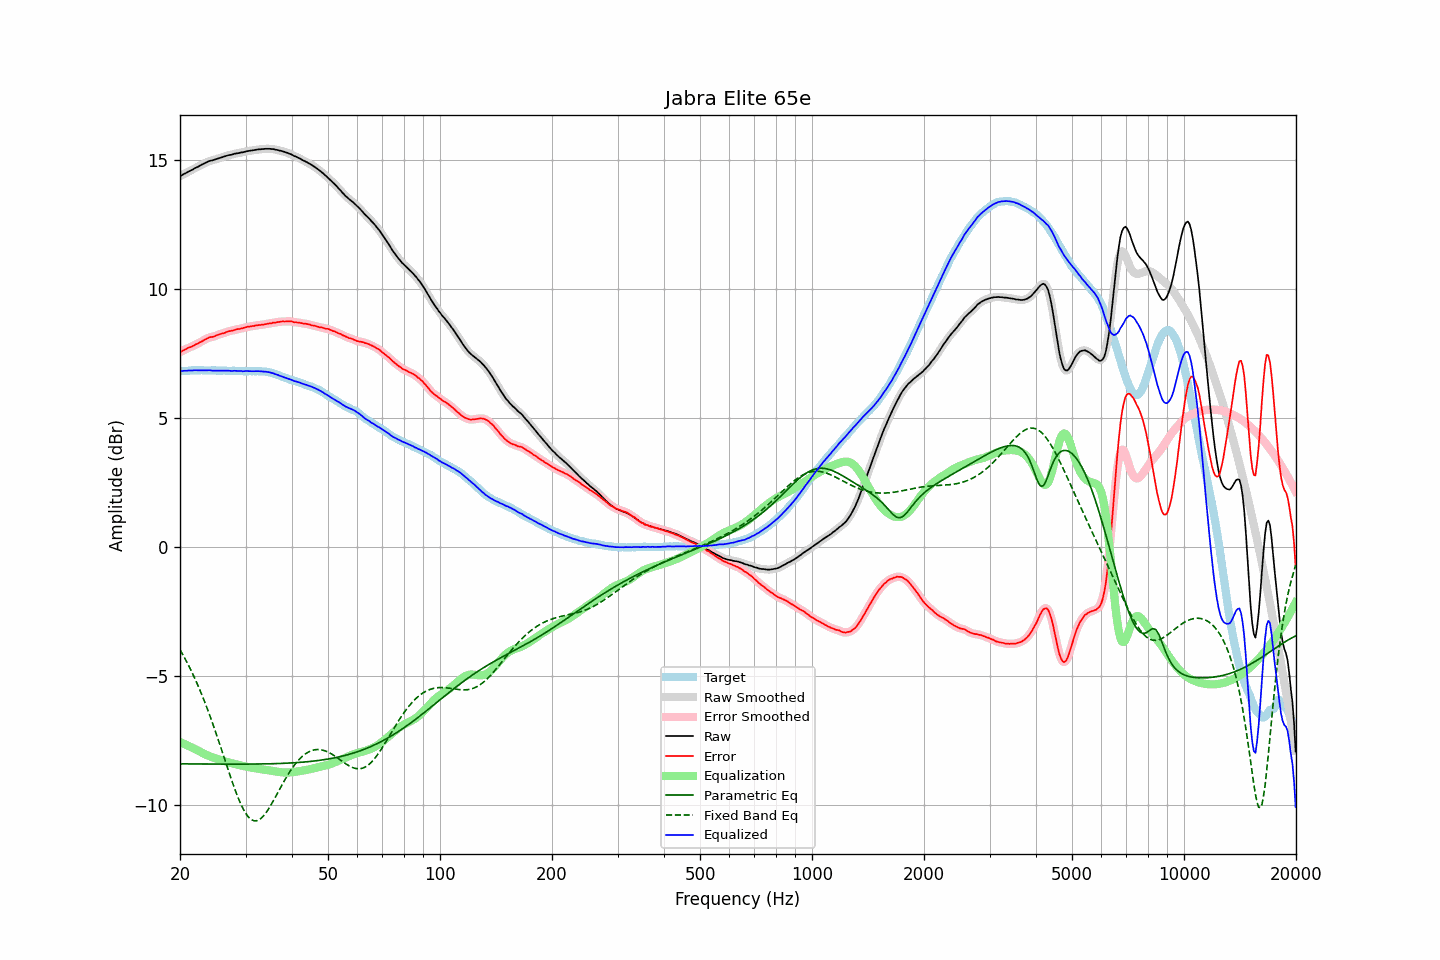 Jabra Elite 65e
15
10
5
0
−5
−10
Amplitude (dBr)
Target
Raw Smoothed
Error Smoothed
Raw
Error
Equalization
Parametric Eq
Fixed Band Eq
Equalized
20 50 100 200 500 1000 2000 5000 10000 20000
Frequency (Hz)